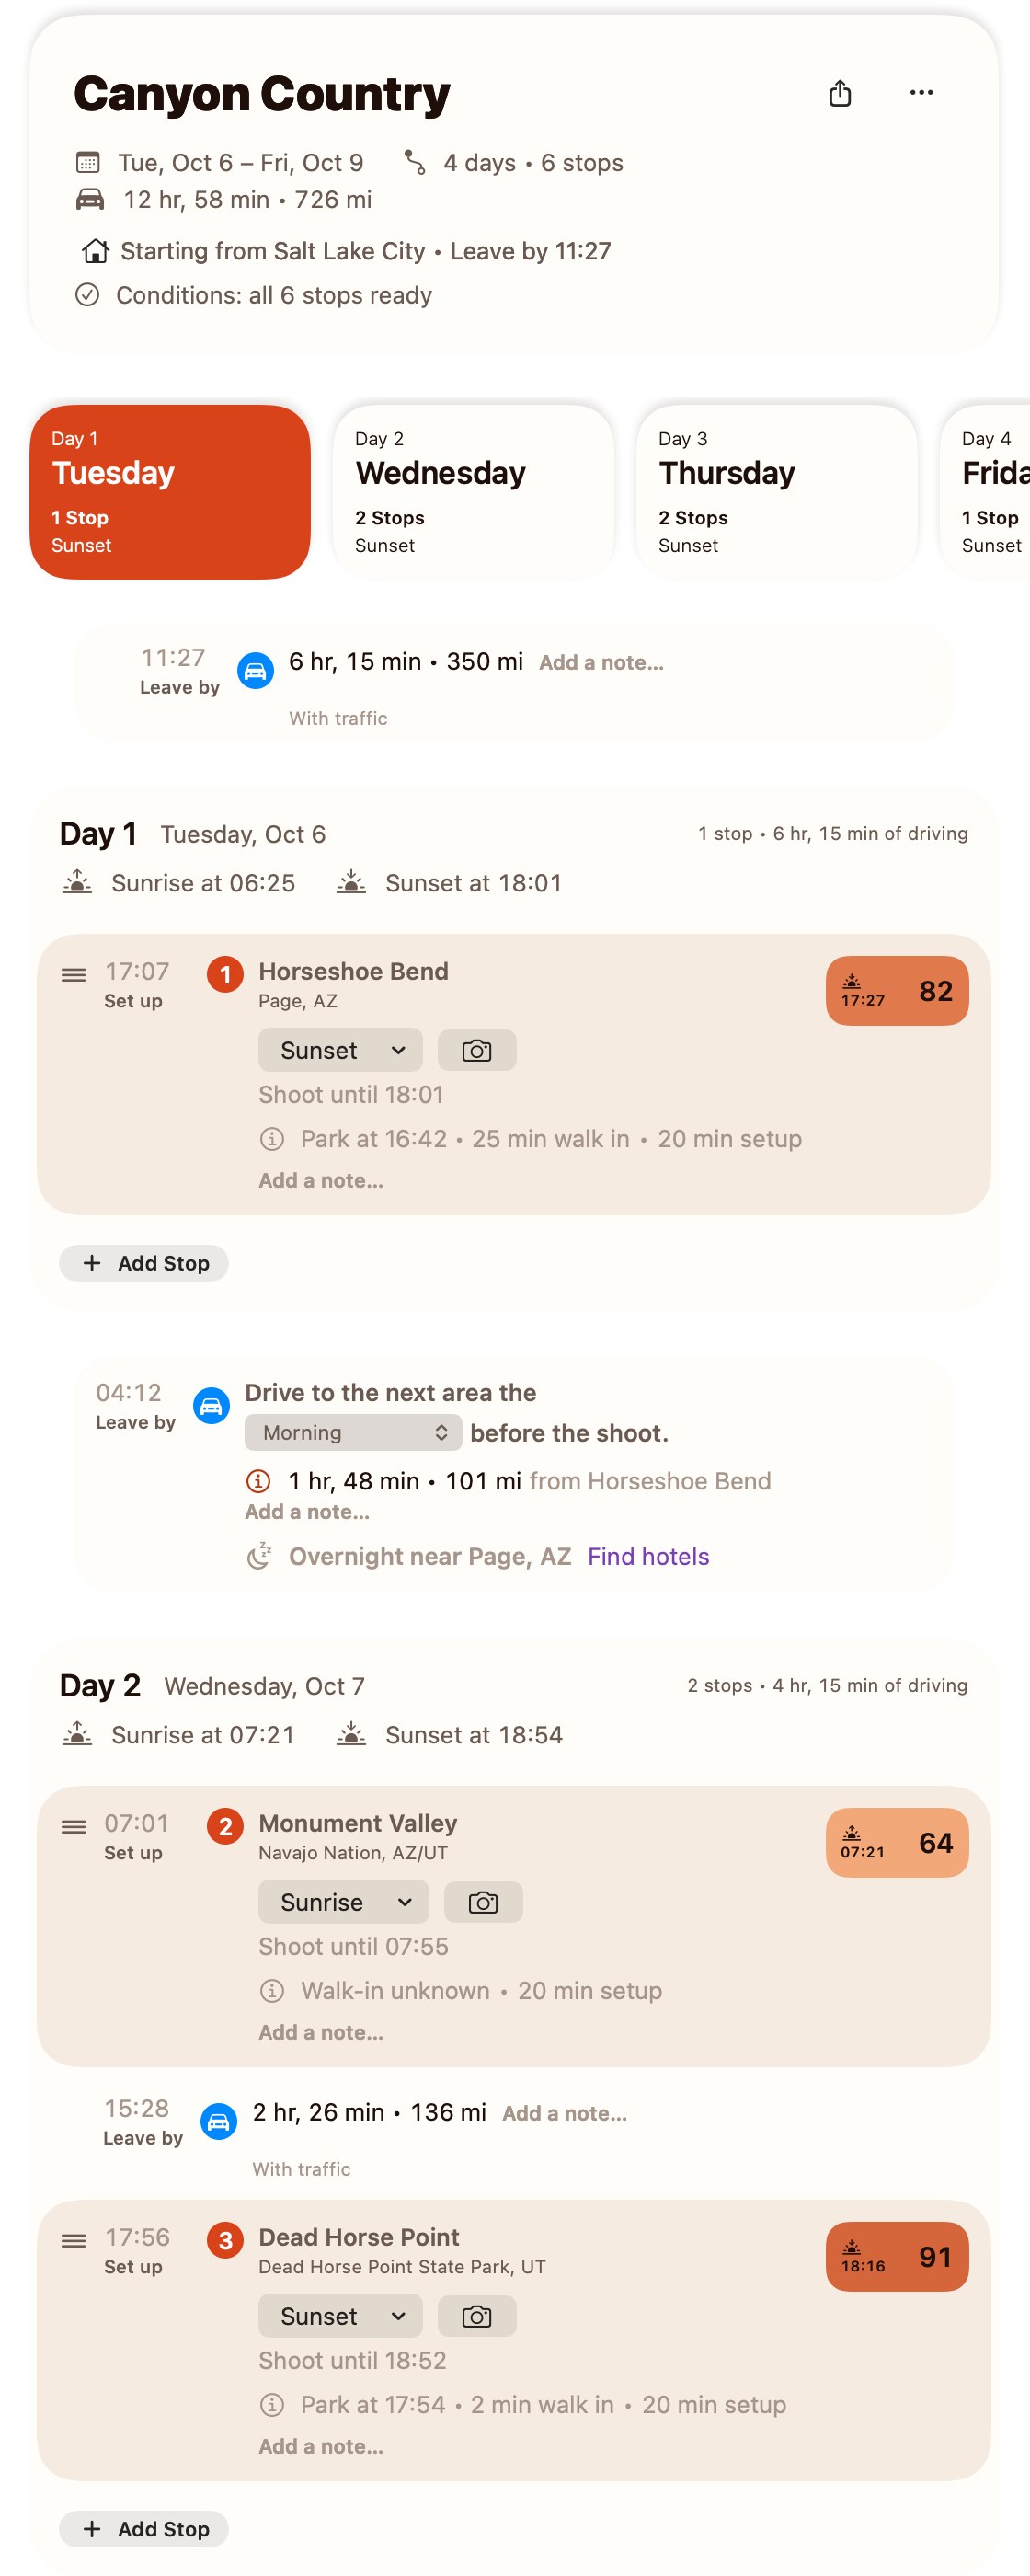 Canyon Country
Tue, Oct 6 – Fri, Oct 9 4 days • 6 stops
12 hr, 58 min • 726 mi
Starting from Salt Lake City • Leave by 11:27
Conditions: all 6 stops ready
Day 1
Tuesday
1 Stop
Sunset
Day 2
Wednesday
2 Stops
Sunset
Day 3
Thursday
2 Stops
Sunset
Day 4
Frida
1 Stop
Sunset
11:27
Leave by
6 hr, 15 min • 350 mi Add a note...
With traffic
Day 1 Tuesday, Oct 6 1 stop • 6 hr, 15 min of driving
Sunrise at 06:25 Sunset at 18:01
17:07
Set up
1
Horseshoe Bend
Page, AZ
17:27
82
Sunset
Shoot until 18:01
Park at 16:42 • 25 min walk in • 20 min setup
Add a note...
+ Add Stop
04:12
Leave by
Drive to the next area the
Morning before the shoot.
1 hr, 48 min • 101 mi from Horseshoe Bend
Add a note...
Overnight near Page, AZ Find hotels
Day 2 Wednesday, Oct 7 2 stops • 4 hr, 15 min of driving
Sunrise at 07:21 Sunset at 18:54
07:01
Set up
2
Monument Valley
Navajo Nation, AZ/UT
07:21
64
Sunrise
Shoot until 07:55
Walk-in unknown • 20 min setup
Add a note...
15:28
Leave by
2 hr, 26 min • 136 mi Add a note...
With traffic
17:56
Set up
3
Dead Horse Point
Dead Horse Point State Park, UT
18:16
91
Sunset
Shoot until 18:52
Park at 17:54 • 2 min walk in • 20 min setup
Add a note...
+ Add Stop